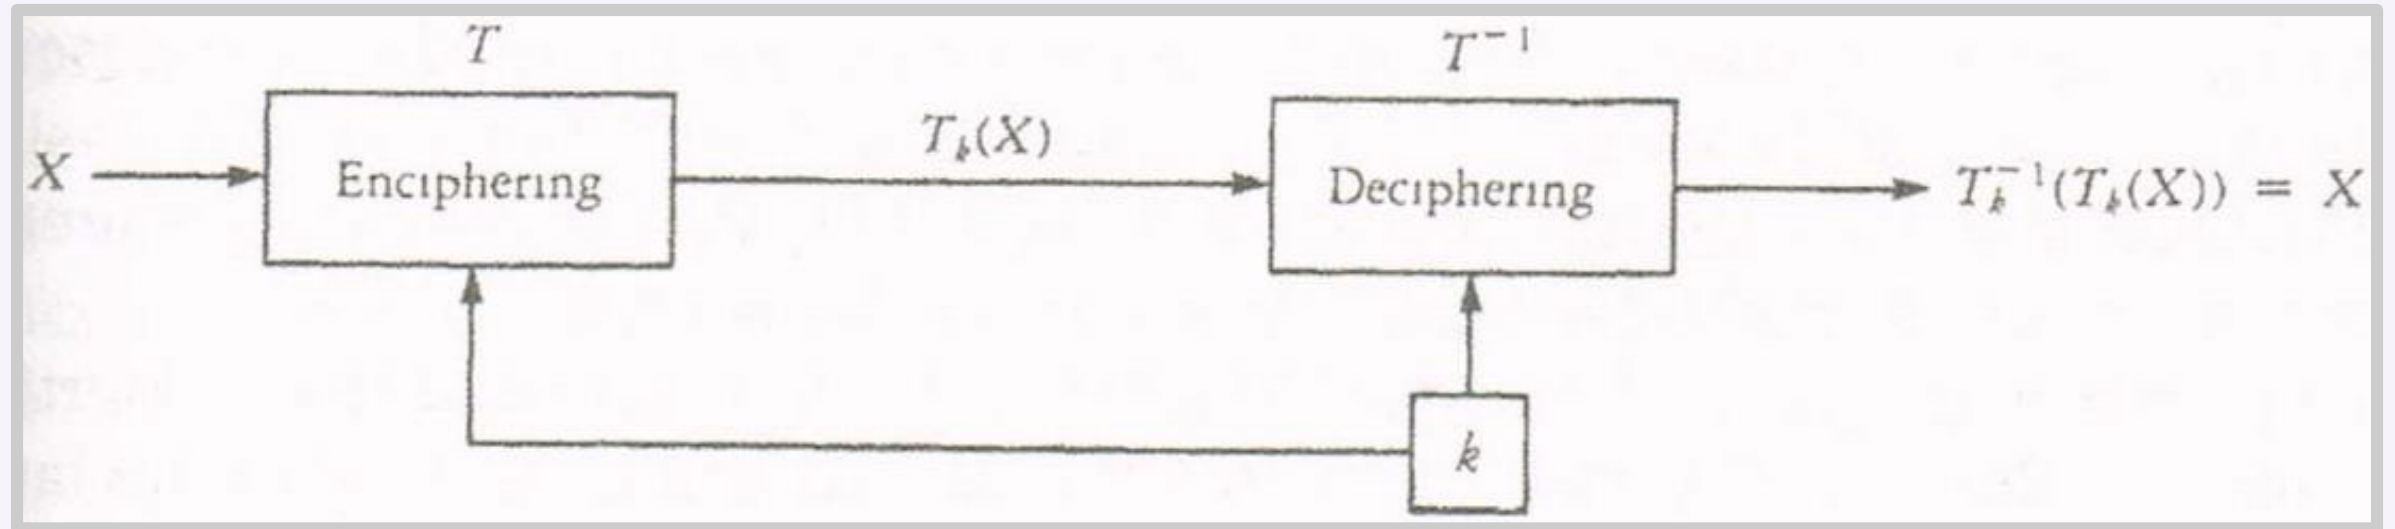 T
T⁻¹
X
Enciphering
Tₖ(X)
Deciphering
Tₖ⁻¹(Tₖ(X)) = X
k